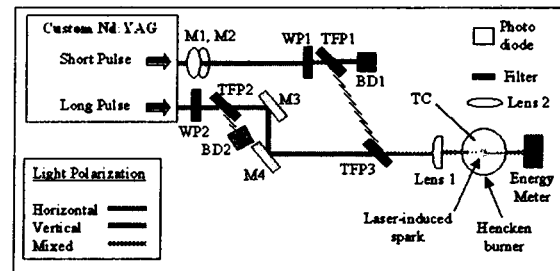 Custom Nd:YAG
Short Pulse
Long Pulse
M1, M2
WP1
TFP1
BD1
WP2
TFP2
M3
BD2
M4
TFP3
Photo
diode
Filter
Lens 2
TC
Lens 1
Energy
Meter
Laser-induced
spark
Hencken
burner
Light Polarization
Horizontal
Vertical
Mixed